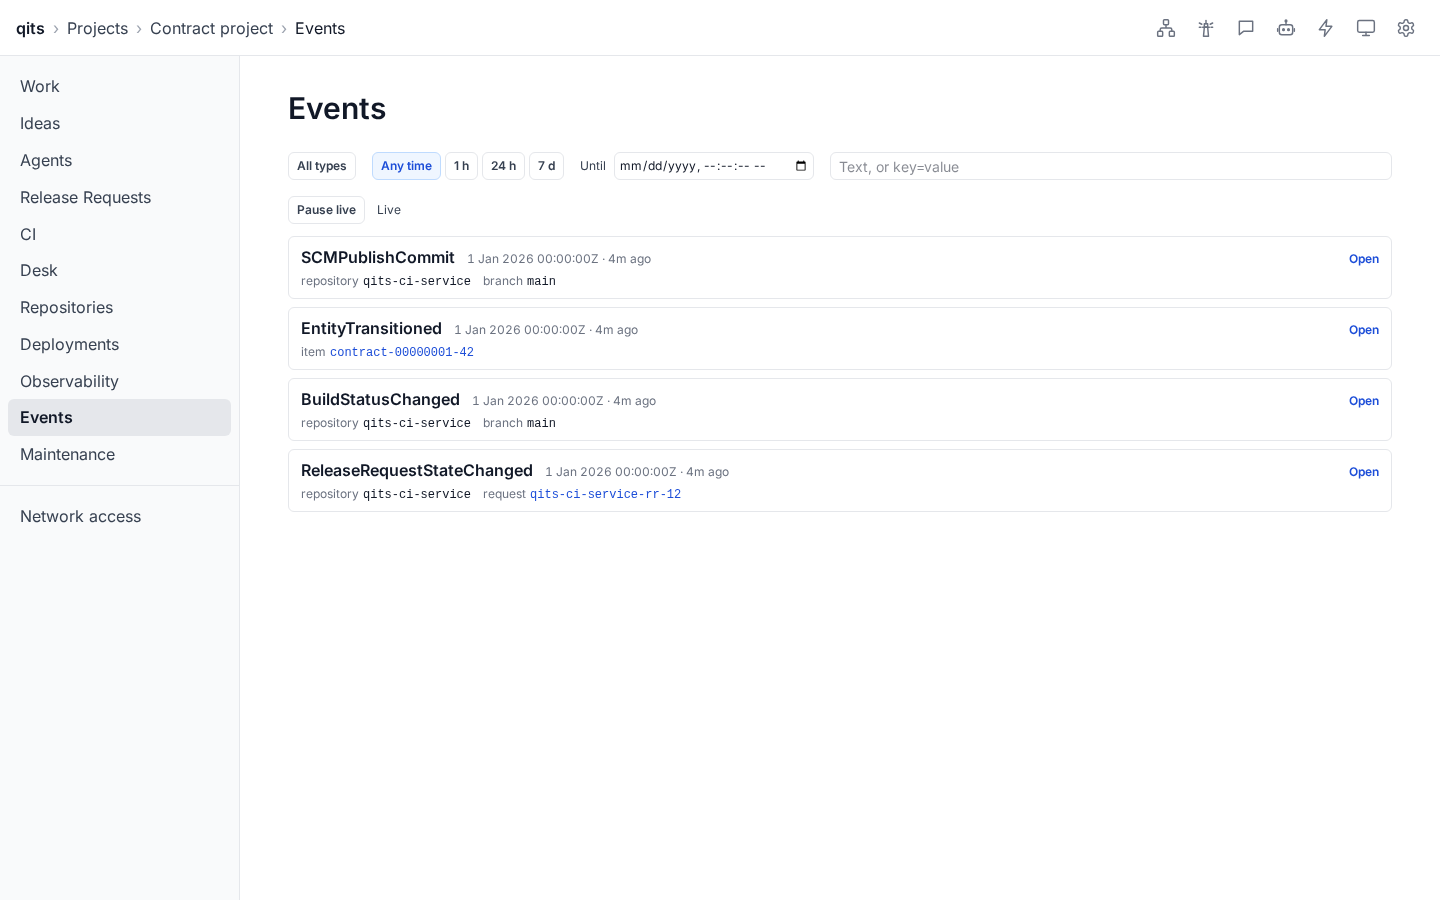 qits › Projects › Contract project › Events
Work
Ideas
Agents
Release Requests
CI
Desk
Repositories
Deployments
Observability
Events
Maintenance
Network access
Events
All types Any time 1 h 24 h 7 d Until mm/dd/yyyy, --:--:-- -- Text, or key=value
Pause live Live
SCMPublishCommit 1 Jan 2026 00:00:00Z · 4m ago Open
repository qits-ci-service branch main
EntityTransitioned 1 Jan 2026 00:00:00Z · 4m ago Open
item contract-00000001-42
BuildStatusChanged 1 Jan 2026 00:00:00Z · 4m ago Open
repository qits-ci-service branch main
ReleaseRequestStateChanged 1 Jan 2026 00:00:00Z · 4m ago Open
repository qits-ci-service request qits-ci-service-rr-12